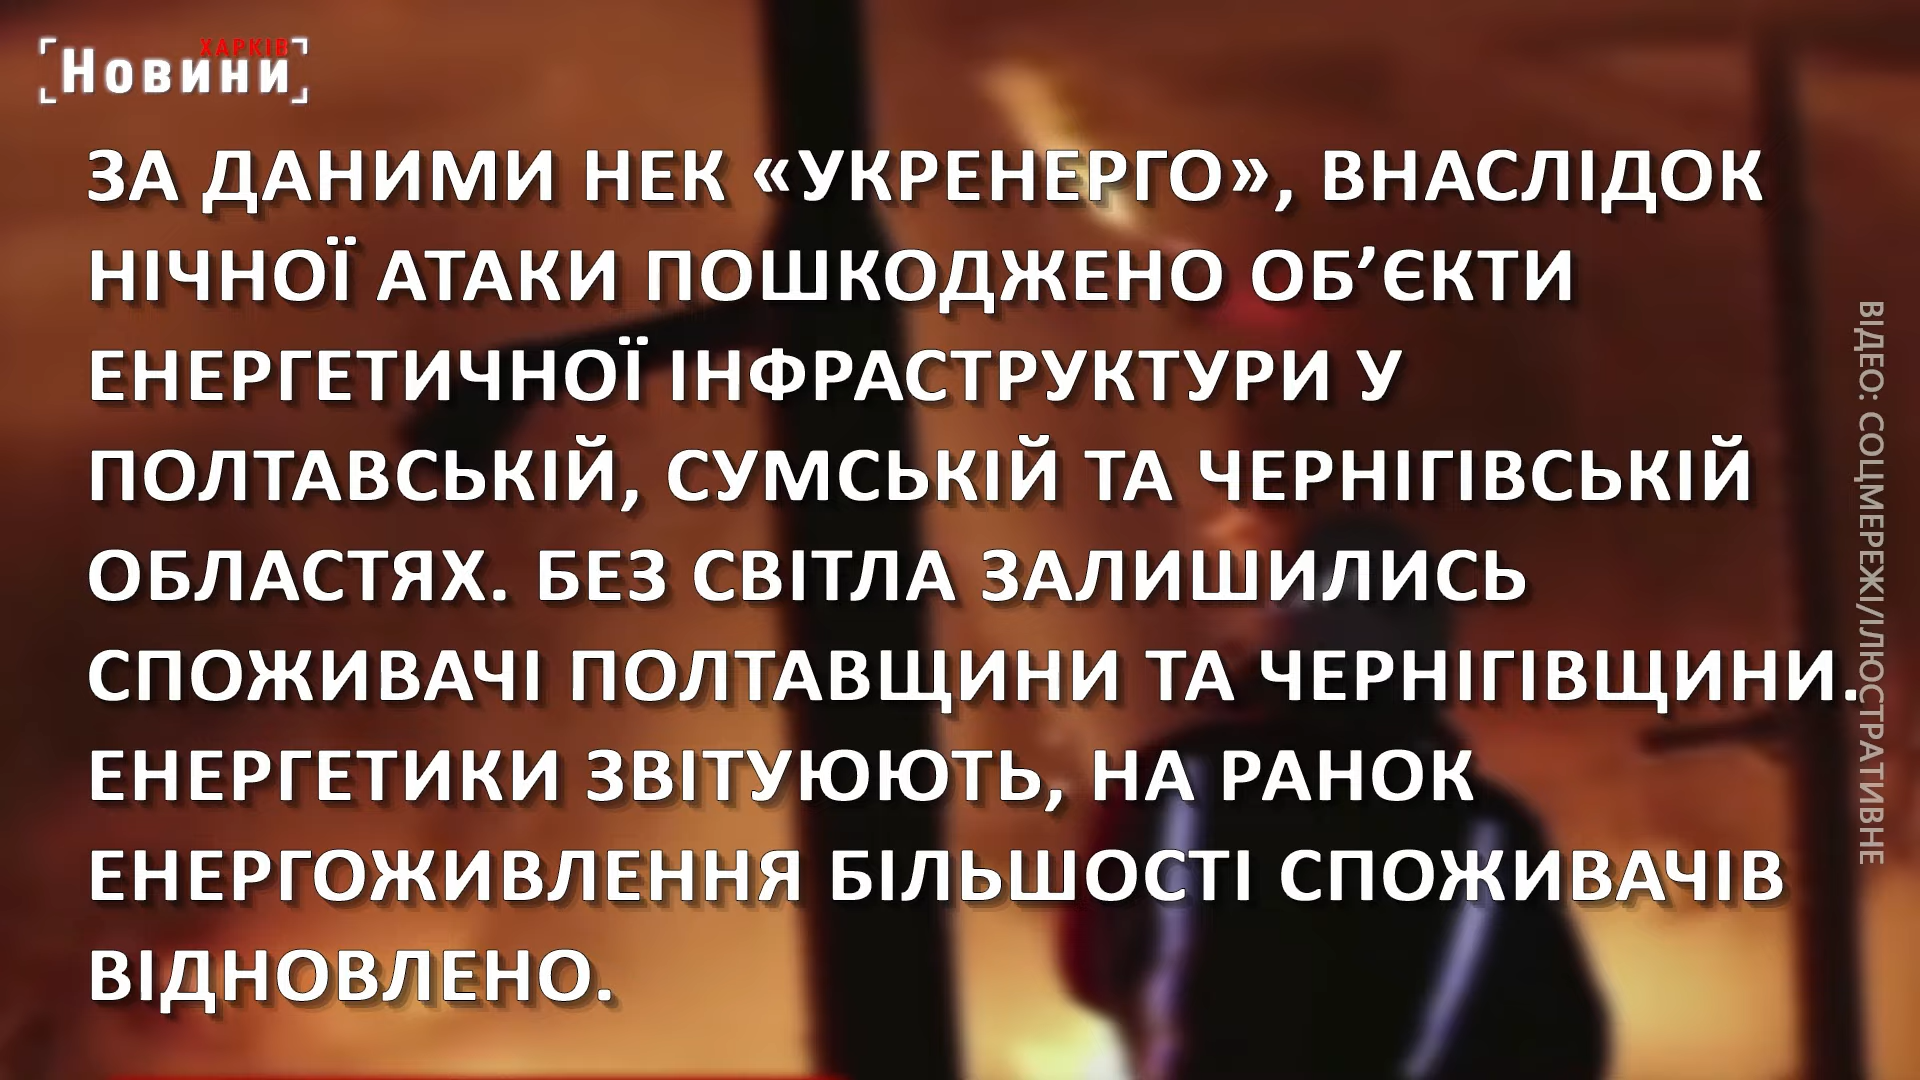 ХАРКІВ
Новини
ЗА ДАНИМИ НЕК «УКРЕНЕРГО», ВНАСЛІДОК
НІЧНОЇ АТАКИ ПОШКОДЖЕНО ОБ’ЄКТИ
ЕНЕРГЕТИЧНОЇ ІНФРАСТРУКТУРИ У
ПОЛТАВСЬКІЙ, СУМСЬКІЙ ТА ЧЕРНІГІВСЬКІЙ
ОБЛАСТЯХ. БЕЗ СВІТЛА ЗАЛИШИЛИСЬ
СПОЖИВАЧІ ПОЛТАВЩИНИ ТА ЧЕРНІГІВЩИНИ.
ЕНЕРГЕТИКИ ЗВІТУЮЮТЬ, НА РАНОК
ЕНЕРГОЖИВЛЕННЯ БІЛЬШОСТІ СПОЖИВАЧІВ
ВІДНОВЛЕНО.
ВІДЕО: СОЦМЕРЕЖІ/ІЛЮСТРАТИВНЕ